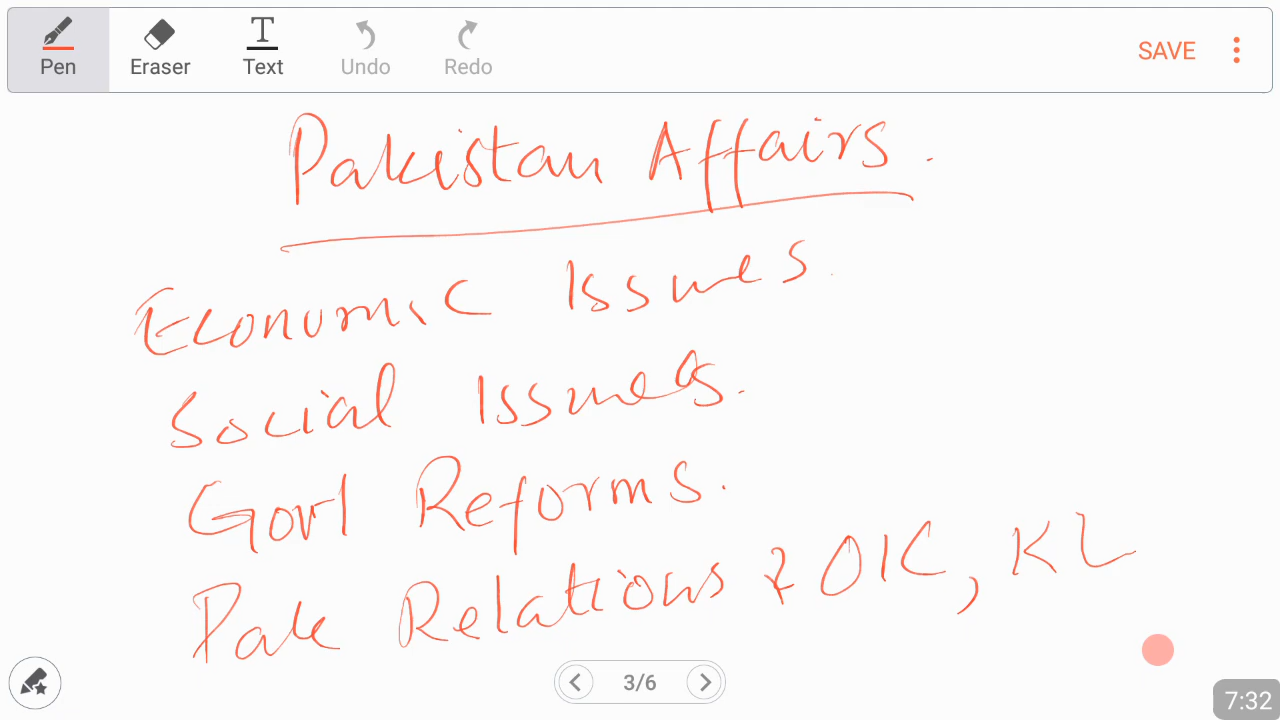 Pen Eraser Text Undo Redo SAVE
Pakistan Affairs.
Economic Issues.
Social Issues.
Govt Reforms.
Pak Relations & OIC, KL
3/6
7:32